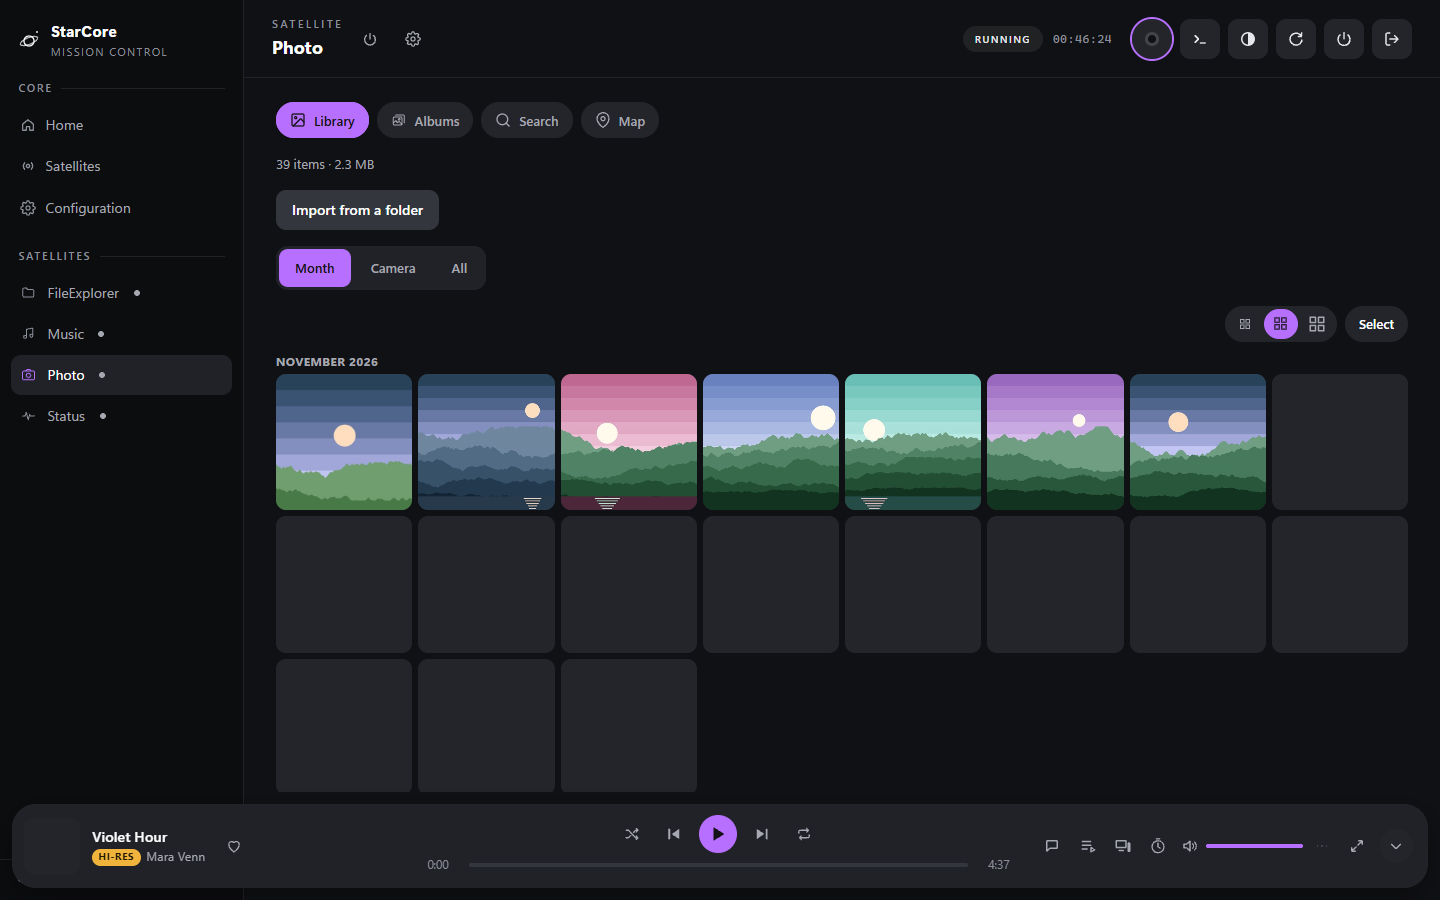 StarCore
MISSION CONTROL
CORE
Home
Satellites
Configuration
SATELLITES
FileExplorer
Music
Photo
Status
SATELLITE
Photo
RUNNING
00:46:24
Library
Albums
Search
Map
39 items · 2.3 MB
Import from a folder
Month
Camera
All
Select
NOVEMBER 2026
Violet Hour
HI-RES
Mara Venn
0:00
4:37